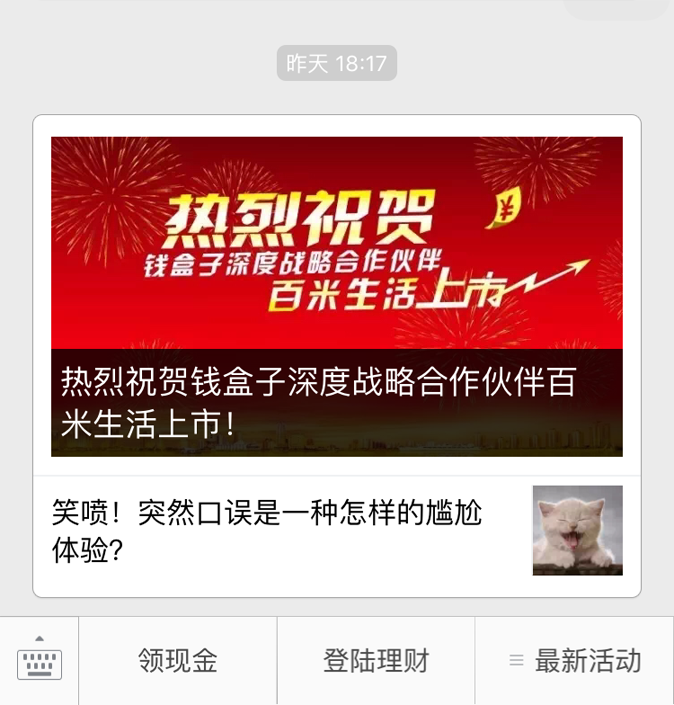 昨天 18:17
热烈祝贺
¥
钱盒子深度战略合作伙伴
百米生活上市
热烈祝贺钱盒子深度战略合作伙伴百
米生活上市！
笑喷！突然口误是一种怎样的尴尬
体验？
领现金
登陆理财
最新活动